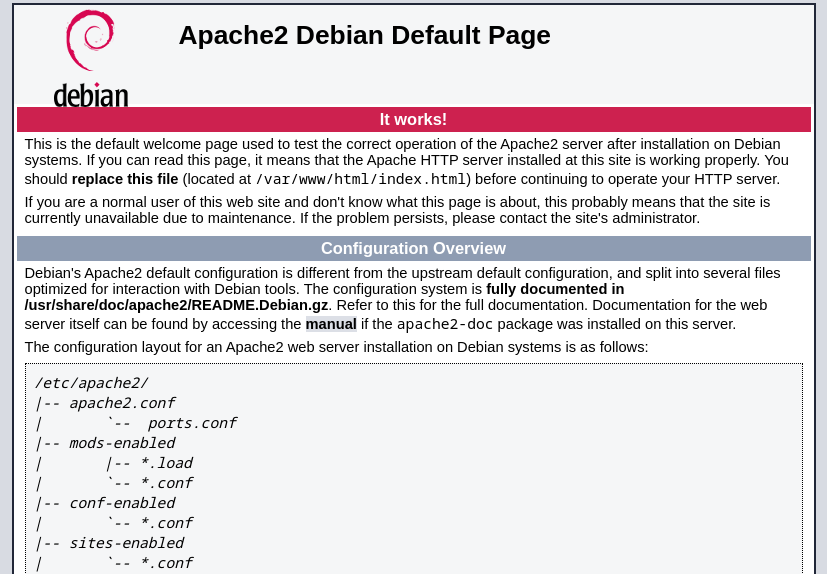 debian
Apache2 Debian Default Page
It works!
This is the default welcome page used to test the correct operation of the Apache2 server after installation on Debian
systems. If you can read this page, it means that the Apache HTTP server installed at this site is working properly. You
should replace this file (located at /var/www/html/index.html) before continuing to operate your HTTP server.
If you are a normal user of this web site and don't know what this page is about, this probably means that the site is
currently unavailable due to maintenance. If the problem persists, please contact the site's administrator.
Configuration Overview
Debian's Apache2 default configuration is different from the upstream default configuration, and split into several files
optimized for interaction with Debian tools. The configuration system is fully documented in
/usr/share/doc/apache2/README.Debian.gz. Refer to this for the full documentation. Documentation for the web
server itself can be found by accessing the manual if the apache2-doc package was installed on this server.
The configuration layout for an Apache2 web server installation on Debian systems is as follows:
/etc/apache2/
|-- apache2.conf
|       `--  ports.conf
|-- mods-enabled
|       |-- *.load
|       `-- *.conf
|-- conf-enabled
|       `-- *.conf
|-- sites-enabled
|       `-- *.conf